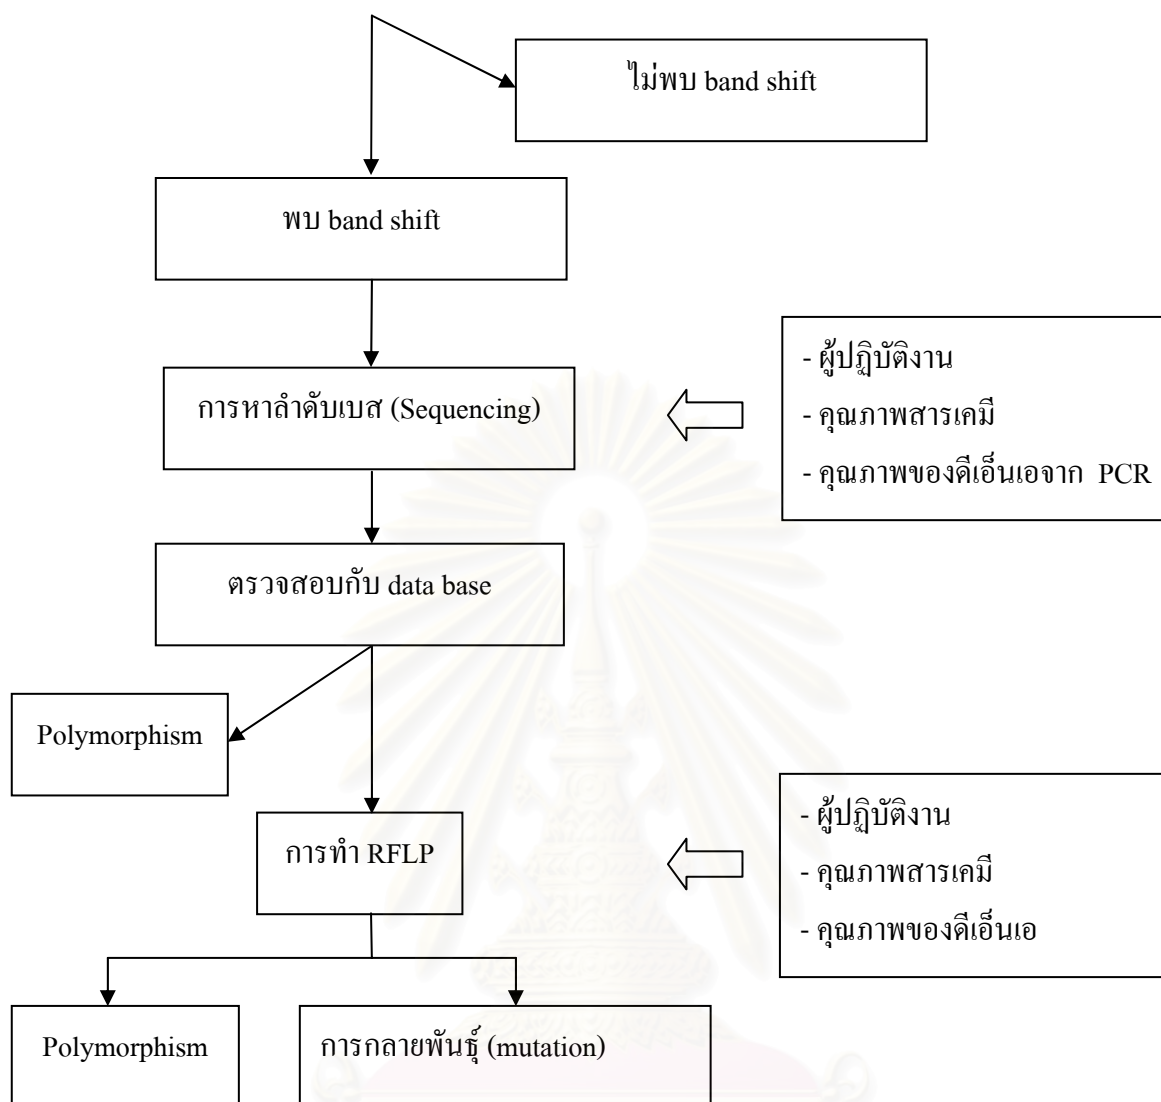 ไม่พบ band shift
พบ band shift
การหาลำดับเบส (Sequencing)
- ผู้ปฏิบัติงาน
- คุณภาพสารเคมี
- คุณภาพของดีเอ็นเอจาก PCR
ตรวจสอบกับ data base
Polymorphism
การทำ RFLP
- ผู้ปฏิบัติงาน
- คุณภาพสารเคมี
- คุณภาพของดีเอ็นเอ
Polymorphism
การกลายพันธุ์ (mutation)